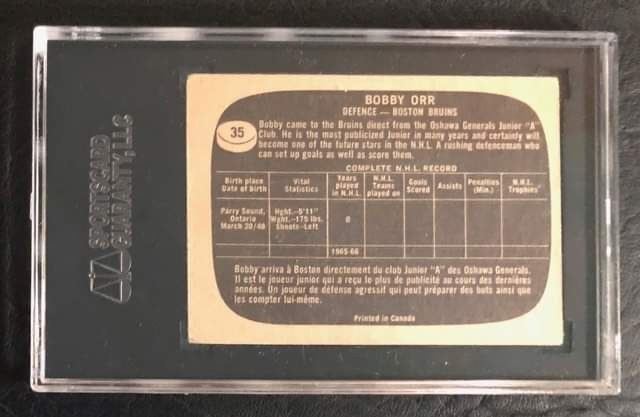 SPORTSCARD
GUARANTY, LLC
35
BOBBY ORR
DEFENCE — BOSTON BRUINS
Bobby came to the Bruins direct from the Oshawa Generals Junior "A"
Club. He is the most publicized Junior in many years and certainly will
become one of the future stars in the N.H.L. A rushing defenceman who
can set up goals as well as score them.
COMPLETE N.H.L. RECORD
Birth place Date of birth
Vital Statistics
Years played in N.H.L.
N.H.L. Teams played on
Goals Scored
Assists
Penalties (Min.)
N.H.L. Trophies
Parry Sound, Ontario March 20/48
Hght.–5'11" Wght.–175 lbs. Shoots–Left
0
1965-66
Bobby arriva à Boston directement du club Junior "A" des Oshawa Generals.
Il est le joueur junior qui a reçu le plus de publicité au cours des dernières
années. Un joueur de défense agressif qui peut préparer des buts ainsi que
les compter lui-même.
Printed in Canada